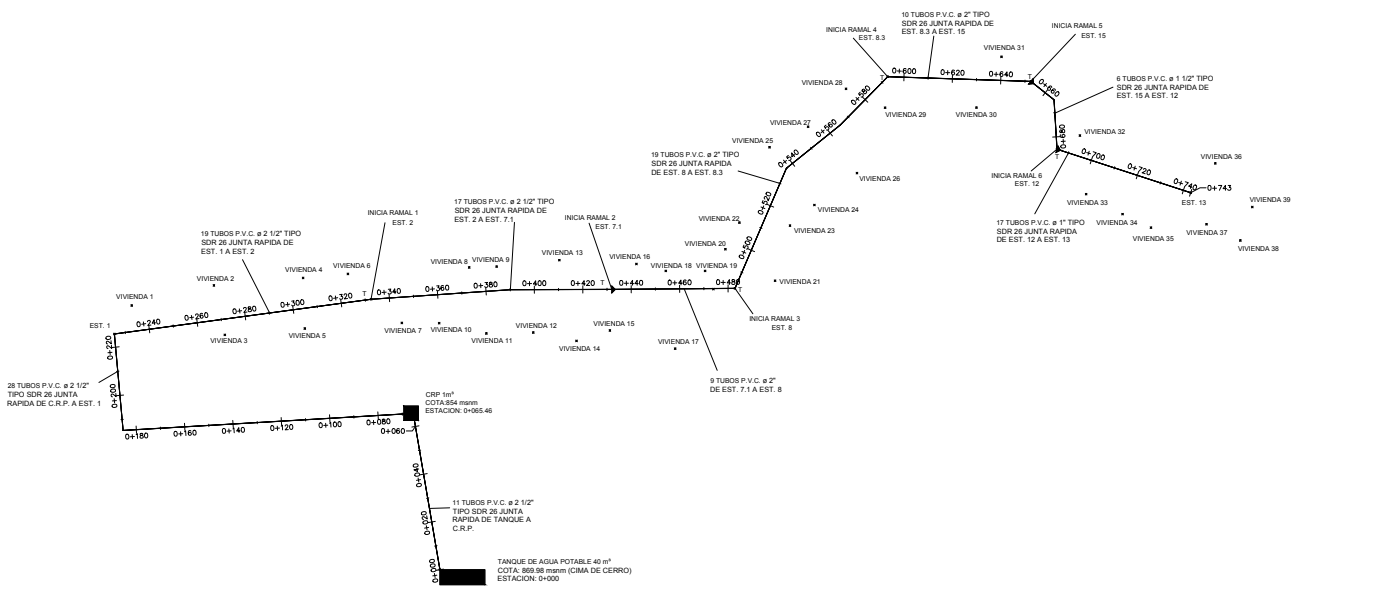 10 TUBOS P.V.C. ø 2" TIPO
SDR 26 JUNTA RAPIDA DE
EST. 8.3 A EST. 15
INICIA RAMAL 4
EST. 8.3
INICIA RAMAL 5
EST. 15
VIVIENDA 31
T
0+600
0+620
0+640
T
0+660
6 TUBOS P.V.C. ø 1 1/2" TIPO
SDR 26 JUNTA RAPIDA DE
EST. 15 A EST. 12
VIVIENDA 28
0+580
VIVIENDA 29
VIVIENDA 30
VIVIENDA 27
0+560
VIVIENDA 25
0+540
0+680
VIVIENDA 32
T
0+700
0+720
0+740
0+743
EST. 13
VIVIENDA 36
INICIA RAMAL 6
EST. 12
VIVIENDA 33
VIVIENDA 34
VIVIENDA 35
VIVIENDA 37
VIVIENDA 39
VIVIENDA 38
17 TUBOS P.V.C. ø 1" TIPO
SDR 26 JUNTA RAPIDA
DE EST. 12 A EST. 13
19 TUBOS P.V.C. ø 2" TIPO
SDR 26 JUNTA RAPIDA
DE EST. 8 A EST. 8.3
VIVIENDA 26
0+520
VIVIENDA 24
VIVIENDA 23
VIVIENDA 22
0+500
VIVIENDA 20
17 TUBOS P.V.C. ø 2 1/2" TIPO
SDR 26 JUNTA RAPIDA DE
EST. 2 A EST. 7.1
INICIA RAMAL 1
EST. 2
INICIA RAMAL 2
EST. 7.1
19 TUBOS P.V.C. ø 2 1/2" TIPO
SDR 26 JUNTA RAPIDA DE
EST. 1 A EST. 2
VIVIENDA 1
VIVIENDA 2
VIVIENDA 4
VIVIENDA 6
VIVIENDA 8
VIVIENDA 9
VIVIENDA 13
VIVIENDA 16
VIVIENDA 18
VIVIENDA 19
VIVIENDA 21
EST. 1
0+220
0+240
0+260
0+280
0+300
0+320
T
0+340
0+360
0+380
0+400
0+420
T
0+440
0+460
0+480
T
VIVIENDA 3
VIVIENDA 5
VIVIENDA 7
VIVIENDA 10
VIVIENDA 11
VIVIENDA 12
VIVIENDA 14
VIVIENDA 15
VIVIENDA 17
INICIA RAMAL 3
EST. 8
9 TUBOS P.V.C. ø 2"
DE EST. 7.1 A EST. 8
28 TUBOS P.V.C. ø 2 1/2"
TIPO SDR 26 JUNTA
RAPIDA DE C.R.P. A EST. 1
0+200
0+180
0+160
0+140
0+120
0+100
0+080
0+060
CRP 1m³
COTA:854 msnm
ESTACION: 0+065.46
0+040
0+020
0+000
11 TUBOS P.V.C. ø 2 1/2"
TIPO SDR 26 JUNTA
RAPIDA DE TANQUE A
C.R.P.
TANQUE DE AGUA POTABLE 40 m³
COTA: 869.98 msnm (CIMA DE CERRO)
ESTACION: 0+000